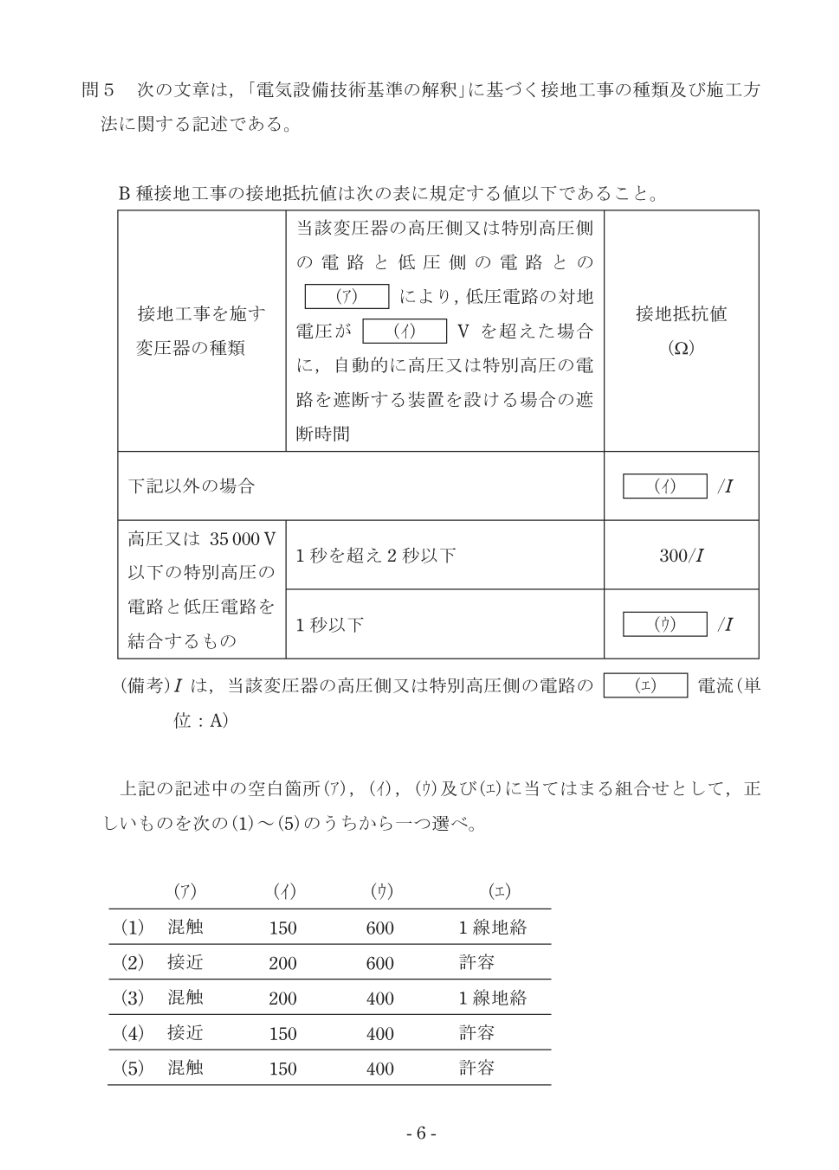 問５　次の文章は，「電気設備技術基準の解釈」に基づく接地工事の種類及び施工方
法に関する記述である。
B 種接地工事の接地抵抗値は次の表に規定する値以下であること。
接地工事を施す
変圧器の種類
当該変圧器の高圧側又は特別高圧側
の電路と低圧側の電路との
(ｱ) により，低圧電路の対地
電圧が (ｲ) V を超えた場合
に，自動的に高圧又は特別高圧の電
路を遮断する装置を設ける場合の遮
断時間
接地抵抗値
(Ω)
下記以外の場合
(ｲ) /I
高圧又は 35 000 V
以下の特別高圧の
電路と低圧電路を
結合するもの
1 秒を超え 2 秒以下
300/I
1 秒以下
(ｳ) /I
(備考) I は，当該変圧器の高圧側又は特別高圧側の電路の (ｴ) 電流(単
位：A)
上記の記述中の空白箇所(ｱ)，(ｲ)，(ｳ)及び(ｴ)に当てはまる組合せとして，正
しいものを次の(1)～(5)のうちから一つ選べ。
(ｱ) (ｲ) (ｳ) (ｴ)
(1) 混触 150 600 1 線地絡
(2) 接近 200 600 許容
(3) 混触 200 400 1 線地絡
(4) 接近 150 400 許容
(5) 混触 150 400 許容
- 6 -